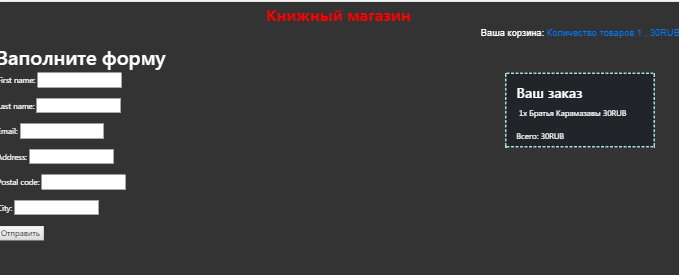 Книжный магазин
Ваша корзина: Количество товаров 1 , 30RUB
Заполните форму
First name:
Last name:
Email:
Address:
Postal code:
City:
Отправить
Ваш заказ
1x Братья Карамазавы 30RUB
Всего: 30RUB